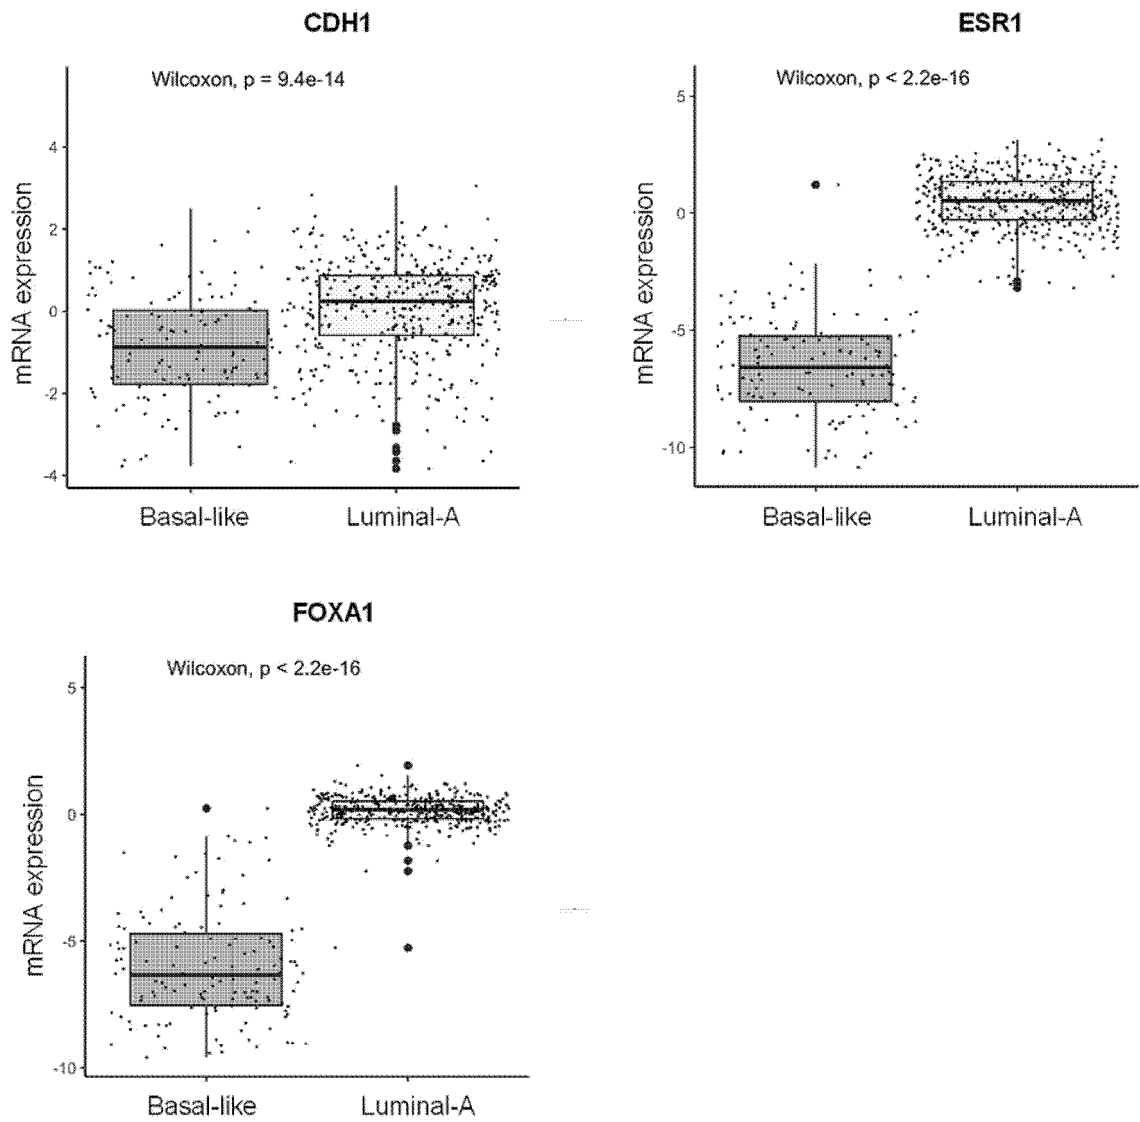 CDH1
Wilcoxon, p = 9.4e-14
mRNA expression
4
2
0
-2
-4
Basal-like
Luminal-A
ESR1
Wilcoxon, p < 2.2e-16
mRNA expression
5
0
-5
-10
Basal-like
Luminal-A
FOXA1
Wilcoxon, p < 2.2e-16
mRNA expression
5
0
-5
-10
Basal-like
Luminal-A